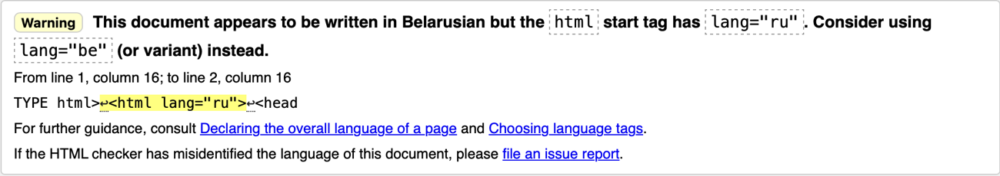 Warning This document appears to be written in Belarusian but the html start tag has lang="ru". Consider using
lang="be" (or variant) instead.
From line 1, column 16; to line 2, column 16
TYPE html>↩<html lang="ru">↩<head
For further guidance, consult Declaring the overall language of a page and Choosing language tags.
If the HTML checker has misidentified the language of this document, please file an issue report.